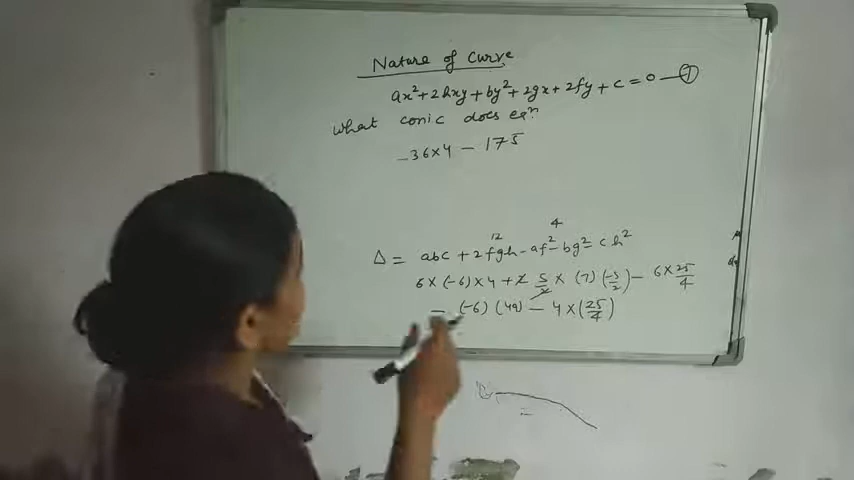 Nature of Curve
ax²+2hxy+by²+2gx+2fy+c=0 —①
What conic does eqⁿ
-36×4 - 175
12 4
Δ = abc + 2fgh - af² - bg² - ch²
6×(-6)×4 + 2 5/2 × (7) (-5/2) - 6×25/4
- (-6) (49) - 4×(25/4)